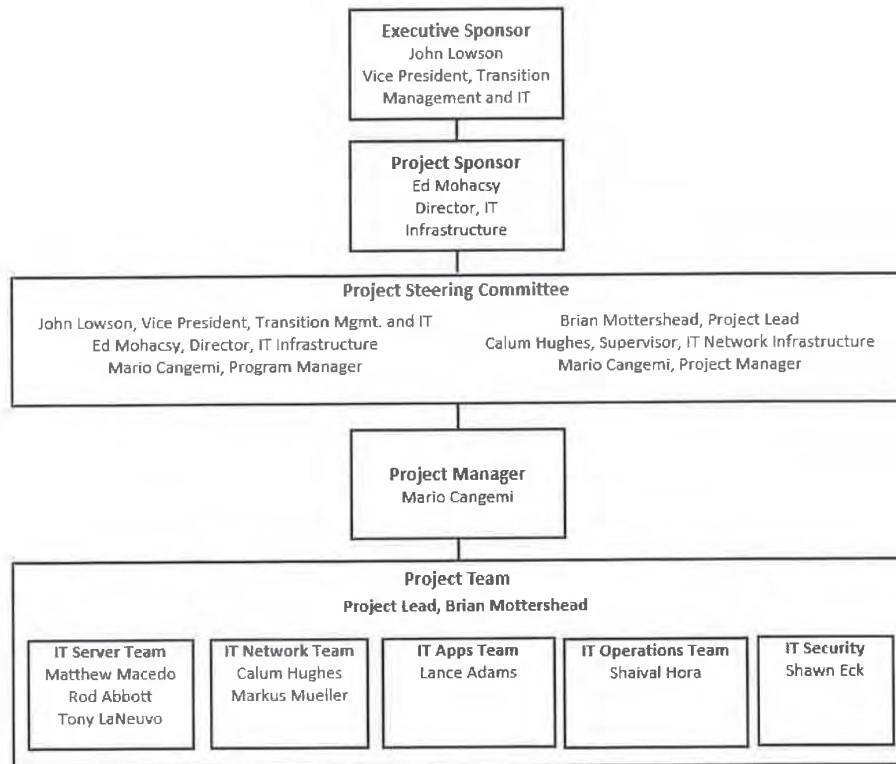 Executive Sponsor
John Lowson
Vice President, Transition
Management and IT
Project Sponsor
Ed Mohacsy
Director, IT
Infrastructure
Project Steering Committee
John Lowson, Vice President, Transition Mgmt. and IT
Ed Mohacsy, Director, IT Infrastructure
Mario Cangemi, Program Manager
Brian Mottershead, Project Lead
Calum Hughes, Supervisor, IT Network Infrastructure
Mario Cangemi, Project Manager
Project Manager
Mario Cangemi
Project Team
Project Lead, Brian Mottershead
IT Server Team
Matthew Macedo
Rod Abbott
Tony LaNeuvo
IT Network Team
Calum Hughes
Markus Mueller
IT Apps Team
Lance Adams
IT Operations Team
Shaival Hora
IT Security
Shawn Eck